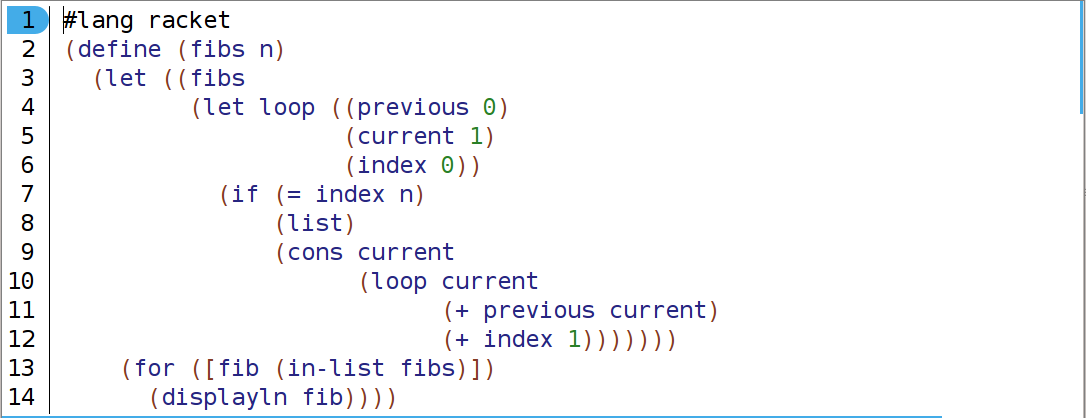 1 #lang racket
2 (define (fibs n)
3   (let ((fibs
4          (let loop ((previous 0)
5                     (current 1)
6                     (index 0))
7            (if (= index n)
8                (list)
9                (cons current
10                     (loop current
11                           (+ previous current)
12                           (+ index 1)))))))
13     (for ([fib (in-list fibs)])
14       (displayln fib))))